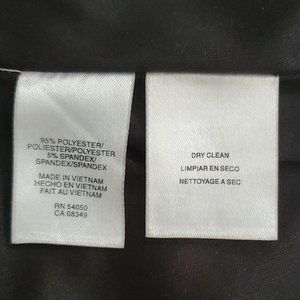 95% POLYESTER/
POLIESTER/POLYESTER
5% SPANDEX/
SPANDEX/SPANDEX
MADE IN VIETNAM
HECHO EN VIETNAM
FAIT AU VIETNAM
RN 54050
CA 08349
DRY CLEAN
LIMPIAR EN SECO
NETTOYAGE A SEC